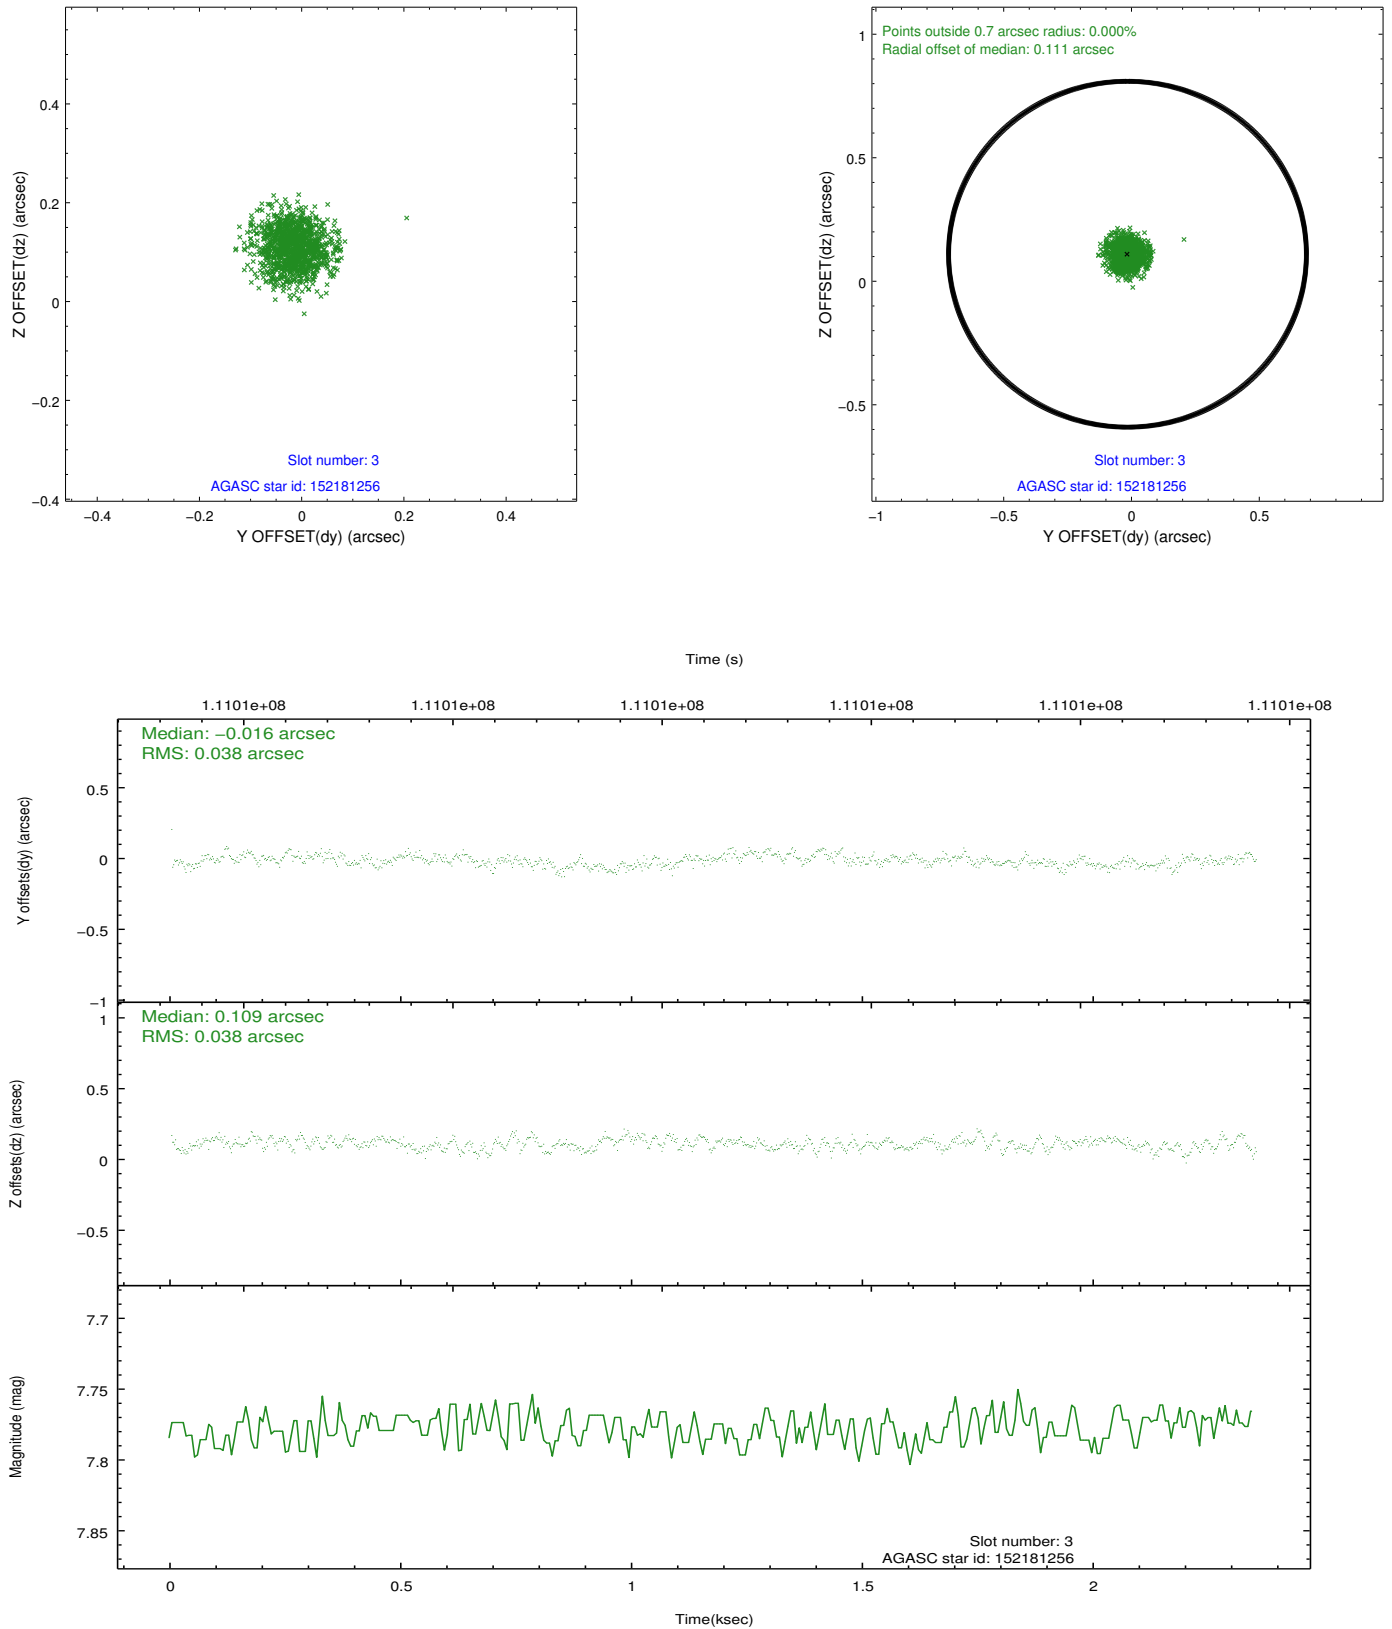 0.4
0.2
0
−0.2
−0.4
Z OFFSET(dz) (arcsec)
Slot number: 3
AGASC star id: 152181256
−0.4 −0.2 0 0.2 0.4
Y OFFSET(dy) (arcsec)
Points outside 0.7 arcsec radius: 0.000%
Radial offset of median: 0.111 arcsec
1
0.5
0
−0.5
Z OFFSET(dz) (arcsec)
Slot number: 3
AGASC star id: 152181256
−1 −0.5 0 0.5
Y OFFSET(dy) (arcsec)
Time (s)
1.1101e+08 1.1101e+08 1.1101e+08 1.1101e+08 1.1101e+08 1.1101e+08
Median: −0.016 arcsec
RMS: 0.038 arcsec
0.5
0
−0.5
−1
Y offsets(dy) (arcsec)
Median: 0.109 arcsec
RMS: 0.038 arcsec
1
0.5
0
−0.5
Z offsets(dz) (arcsec)
7.7
7.75
7.8
7.85
Magnitude (mag)
Slot number: 3
AGASC star id: 152181256
0 0.5 1 1.5 2
Time(ksec)